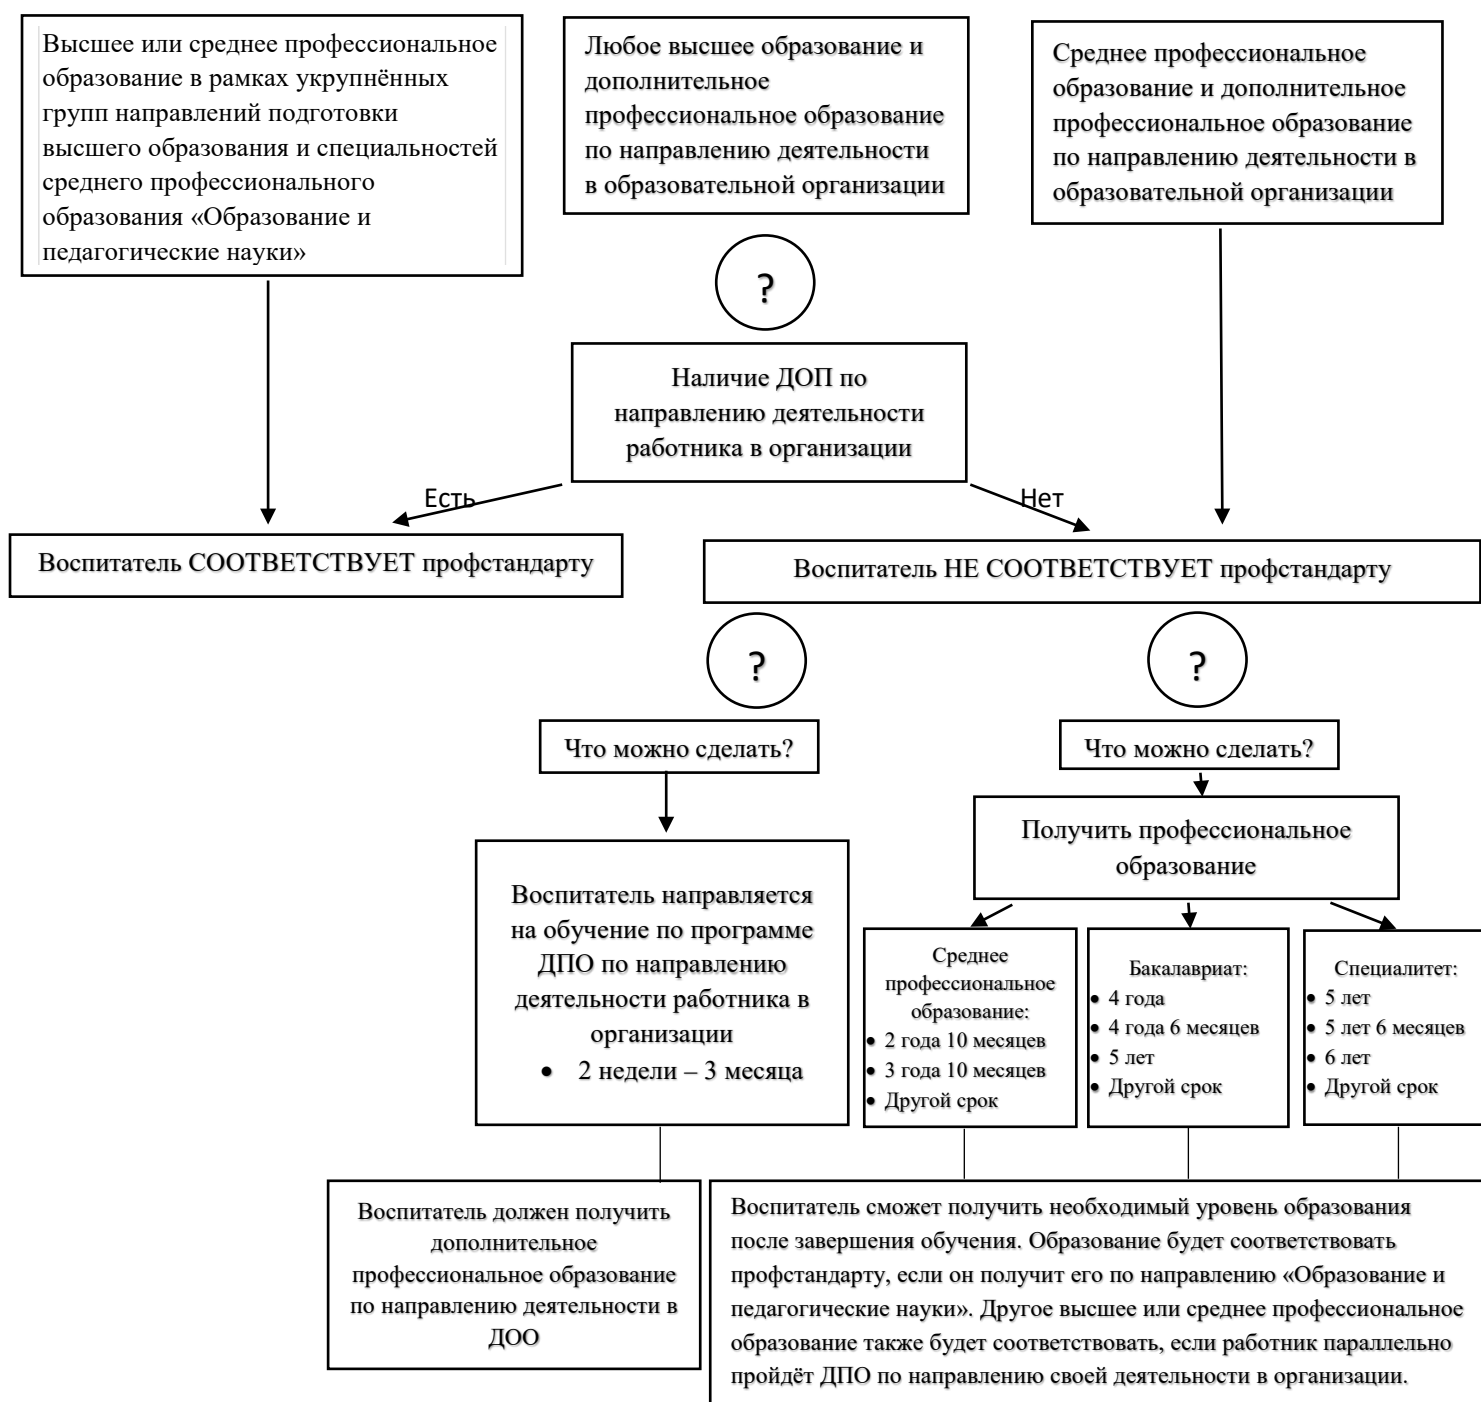 Высшее или среднее профессиональное
образование в рамках укрупнённых
групп направлений подготовки
высшего образования и специальностей
среднего профессионального
образования «Образование и
педагогические науки»
Любое высшее образование и
дополнительное
профессиональное образование
по направлению деятельности
в образовательной организации
Среднее профессиональное
образование и дополнительное
профессиональное образование
по направлению деятельности в
образовательной организации
?
Наличие ДОП по
направлению деятельности
работника в организации
Есть
Нет
Воспитатель СООТВЕТСТВУЕТ профстандарту
Воспитатель НЕ СООТВЕТСТВУЕТ профстандарту
?
?
Что можно сделать?
Что можно сделать?
Получить профессиональное
образование
Воспитатель направляется
на обучение по программе
ДПО по направлению
деятельности работника в
организации
• 2 недели – 3 месяца
Среднее
профессиональное
образование:
• 2 года 10 месяцев
• 3 года 10 месяцев
• Другой срок
Бакалавриат:
• 4 года
• 4 года 6 месяцев
• 5 лет
• Другой срок
Специалитет:
• 5 лет
• 5 лет 6 месяцев
• 6 лет
• Другой срок
Воспитатель должен получить
дополнительное
профессиональное образование
по направлению деятельности в
ДОО
Воспитатель сможет получить необходимый уровень образования
после завершения обучения. Образование будет соответствовать
профстандарту, если он получит его по направлению «Образование и
педагогические науки». Другое высшее или среднее профессиональное
образование также будет соответствовать, если работник параллельно
пройдёт ДПО по направлению своей деятельности в организации.